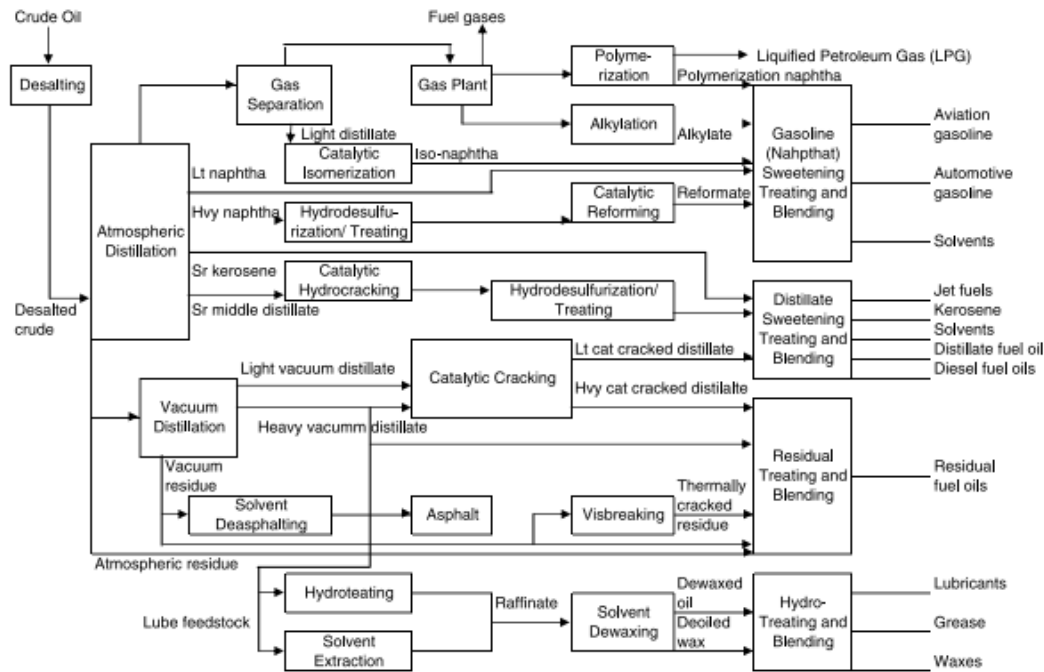 Crude Oil
Fuel gases
Desalting
Gas
Separation
Gas Plant
Polyme-
rization
Liquified Petroleum Gas (LPG)
Polymerization naphtha
Light distillate
Alkylation
Alkylate
Gasoline
(Nahpthat)
Sweetening
Treating and
Blending
Aviation
gasoline
Automotive
gasoline
Solvents
Catalytic
Isomerization
Iso-naphtha
Lt naphtha
Hvy naphtha
Hydrodesulfu-
rization/ Treating
Catalytic
Reforming
Reformate
Atmospheric
Distillation
Sr kerosene
Sr middle distillate
Catalytic
Hydrocracking
Hydrodesulfurization/
Treating
Distillate
Sweetening
Treating and
Blending
Jet fuels
Kerosene
Solvents
Distillate fuel oil
Diesel fuel oils
Desalted
crude
Light vacuum distillate
Catalytic Cracking
Lt cat cracked distillate
Hvy cat cracked distilalte
Vacuum
Distillation
Heavy vacumm distillate
Vacuum
residue
Residual
Treating and
Blending
Residual
fuel oils
Solvent
Deasphalting
Asphalt
Visbreaking
Thermally
cracked
residue
Atmospheric residue
Lube feedstock
Hydroteating
Solvent
Extraction
Raffinate
Solvent
Dewaxing
Dewaxed
oil
Deoiled
wax
Hydro-
Treating and
Blending
Lubricants
Grease
Waxes